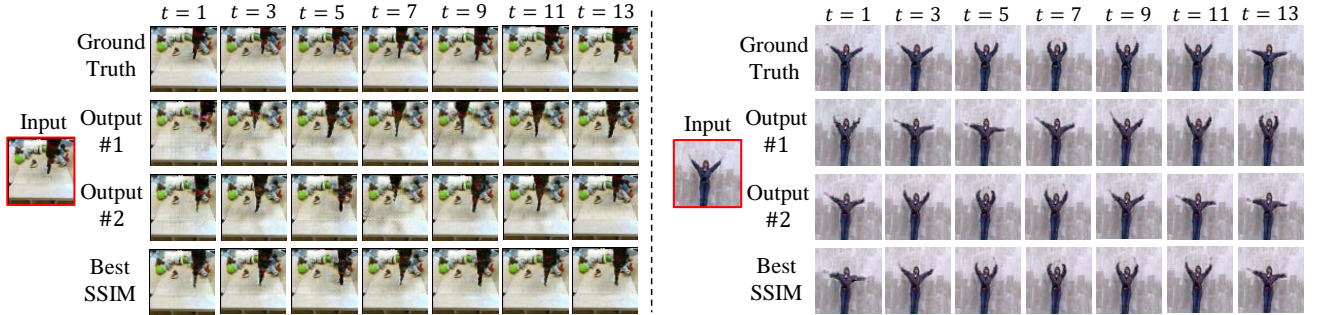 t = 1 t = 3 t = 5 t = 7 t = 9 t = 11 t = 13
Ground
Truth
Input
Output
#1
Output
#2
Best
SSIM
t = 1 t = 3 t = 5 t = 7 t = 9 t = 11 t = 13
Ground
Truth
Input
Output
#1
Output
#2
Best
SSIM